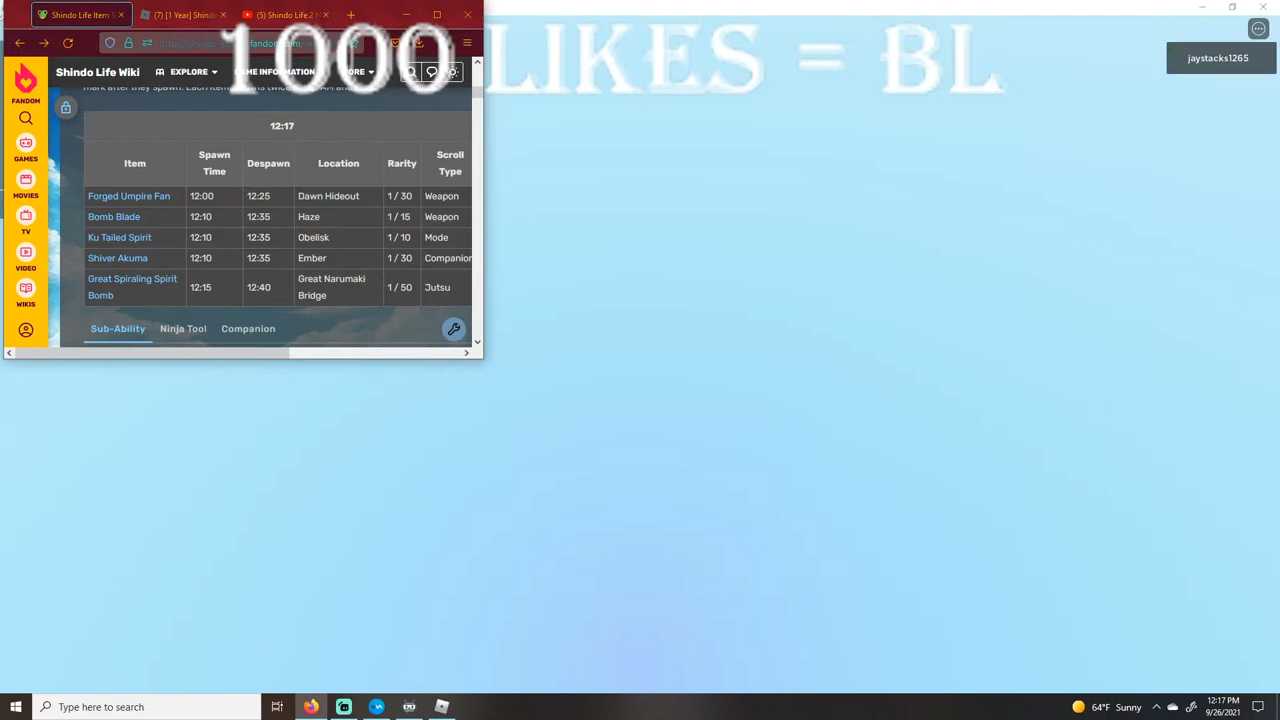 Shindo Life Item S
(7) [1 Year] Shindo
(5) Shindo Life 2
1000 LIKES = BL
jaystacks1265
FANDOM
GAMES
MOVIES
TV
VIDEO
WIKIS
Shindo Life Wiki
EXPLORE
GAME INFORMATION
12:17
Item Spawn Time Despawn Location Rarity Scroll Type
Forged Umpire Fan 12:00 12:25 Dawn Hideout 1 / 30 Weapon
Bomb Blade 12:10 12:35 Haze 1 / 15 Weapon
Ku Tailed Spirit 12:10 12:35 Obelisk 1 / 10 Mode
Shiver Akuma 12:10 12:35 Ember 1 / 30 Companion
Great Spiraling Spirit Bomb 12:15 12:40 Great Narumaki Bridge 1 / 50 Jutsu
Sub-Ability Ninja Tool Companion
Type here to search
64°F Sunny
12:17 PM
9/26/2021